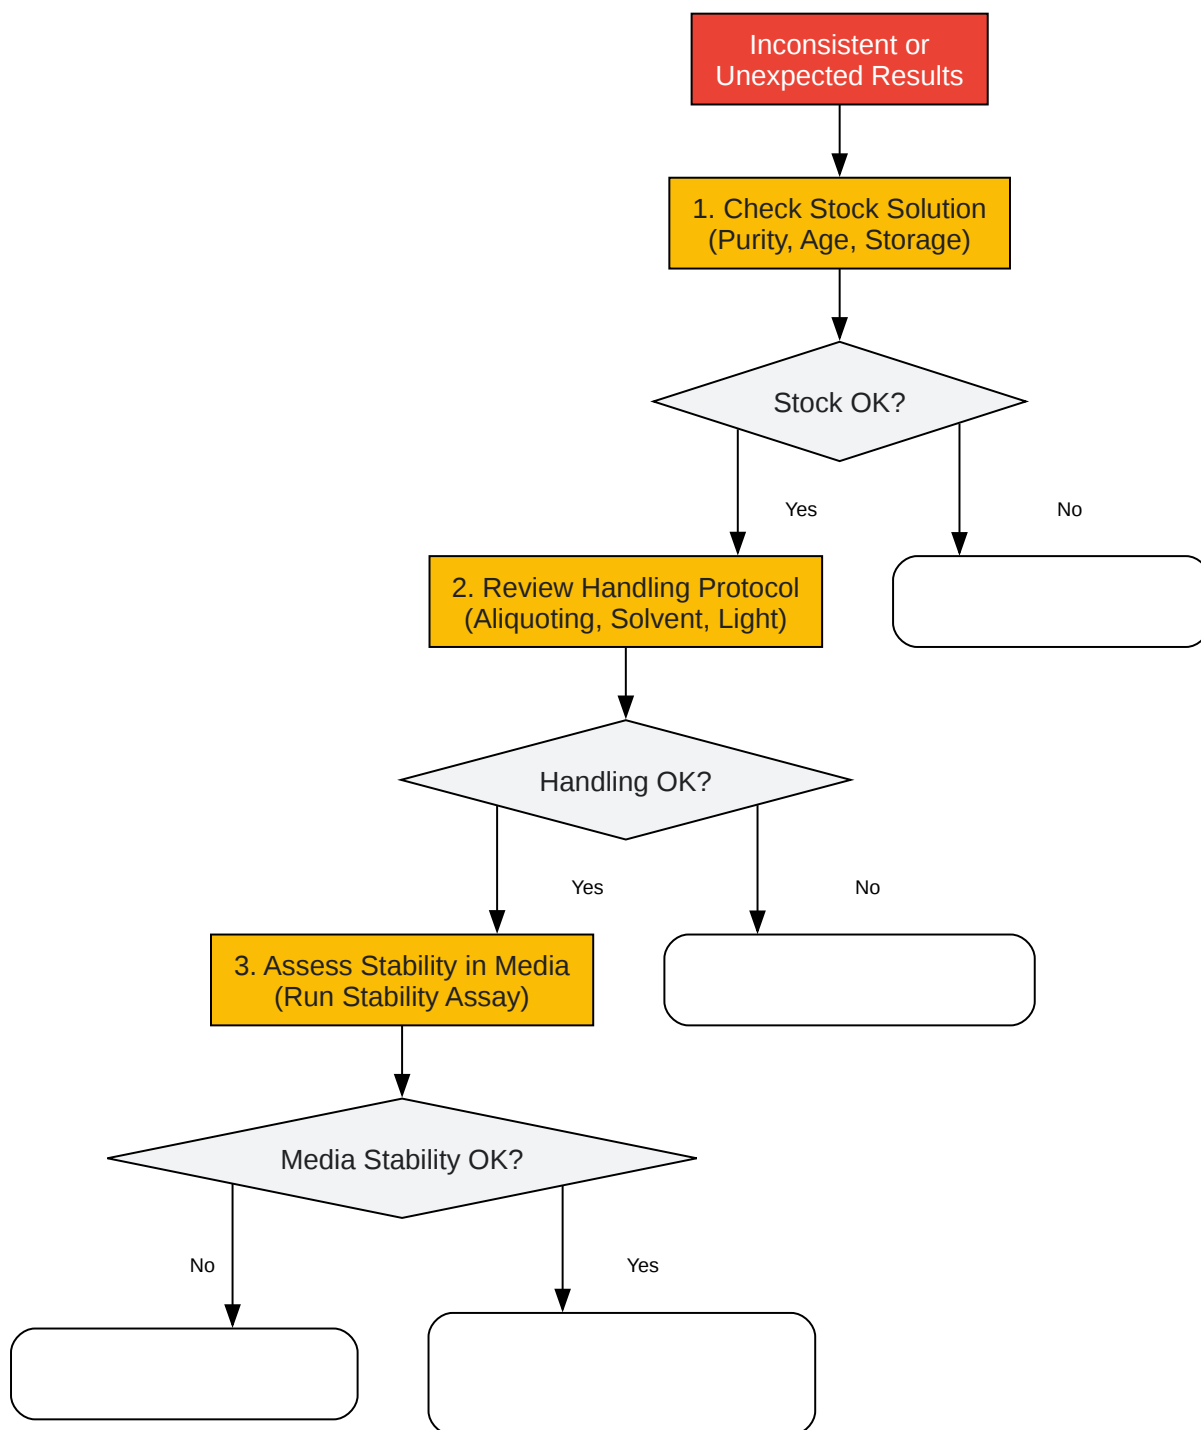 Inconsistent or
Unexpected Results
1. Check Stock Solution
(Purity, Age, Storage)
Stock OK?
Yes
No
2. Review Handling Protocol
(Aliquoting, Solvent, Light)
Handling OK?
Yes
No
3. Assess Stability in Media
(Run Stability Assay)
Media Stability OK?
No
Yes